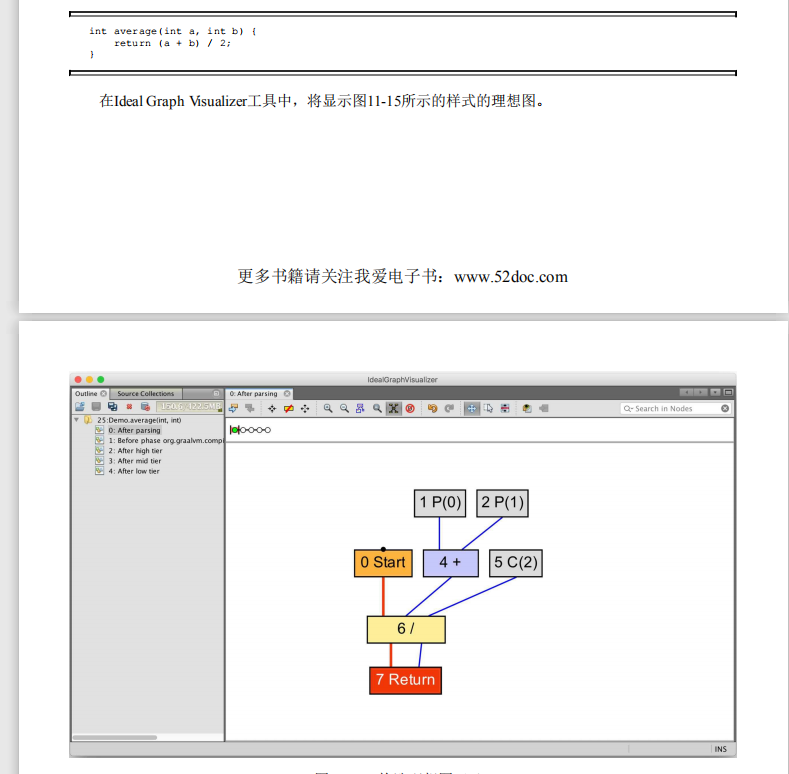 int average(int a, int b) {
return (a + b) / 2;
}
在Ideal Graph Visualizer工具中，将显示图11-15所示的样式的理想图。
更多书籍请关注我爱电子书：www.52doc.com
IdealGraphVisualizer
Outline
Source Collections
0: After parsing
Search in Nodes
25:Demo.average(int, int)
0: After parsing
1: Before phase org.graalvm.compi
2: After high tier
3: After mid tier
4: After low tier
1 P(0)
2 P(1)
0 Start
4 +
5 C(2)
6 /
7 Return
INS